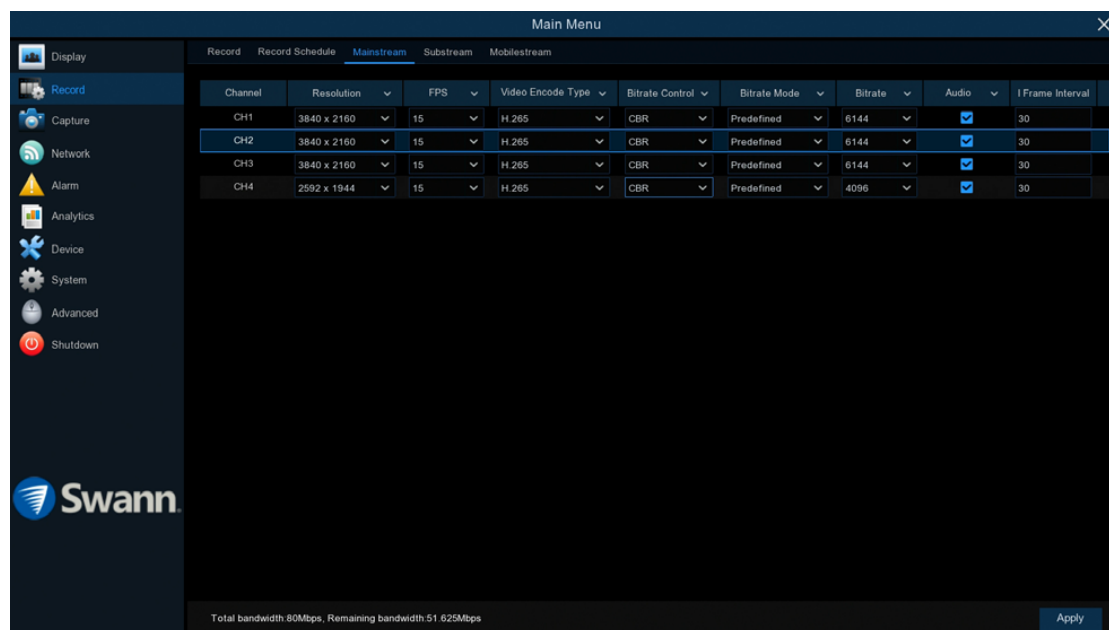 Main Menu
Display
Record
Capture
Network
Alarm
Analytics
Device
System
Advanced
Shutdown
Swann.
Record Record Schedule Mainstream Substream Mobilestream
Channel Resolution FPS Video Encode Type Bitrate Control Bitrate Mode Bitrate Audio I Frame Interval
CH1 3840 x 2160 15 H.265 CBR Predefined 6144 30
CH2 3840 x 2160 15 H.265 CBR Predefined 6144 30
CH3 3840 x 2160 15 H.265 CBR Predefined 6144 30
CH4 2592 x 1944 15 H.265 CBR Predefined 4096 30
Total bandwidth:80Mbps, Remaining bandwidth:51.625Mbps
Apply